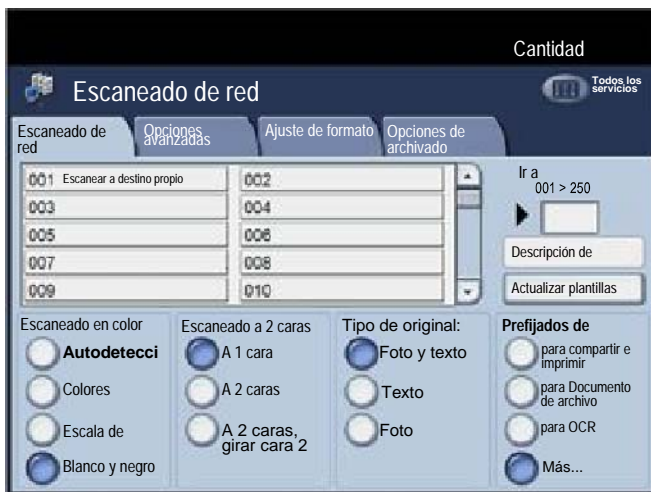 Cantidad
Escaneado de red
Todos los
servicios
Escaneado de
red
Opciones
avanzadas
Ajuste de formato
Opciones de
archivado
001 Escanear a destino propio
002
003
004
005
006
007
008
009
010
Ir a
001 > 250
Descripción de
Actualizar plantillas
Escaneado en color
Autodetecci
Colores
Escala de
Blanco y negro
Escaneado a 2 caras
A 1 cara
A 2 caras
A 2 caras,
girar cara 2
Tipo de original:
Foto y texto
Texto
Foto
Prefijados de
para compartir e
imprimir
para Documento
de archivo
para OCR
Más...